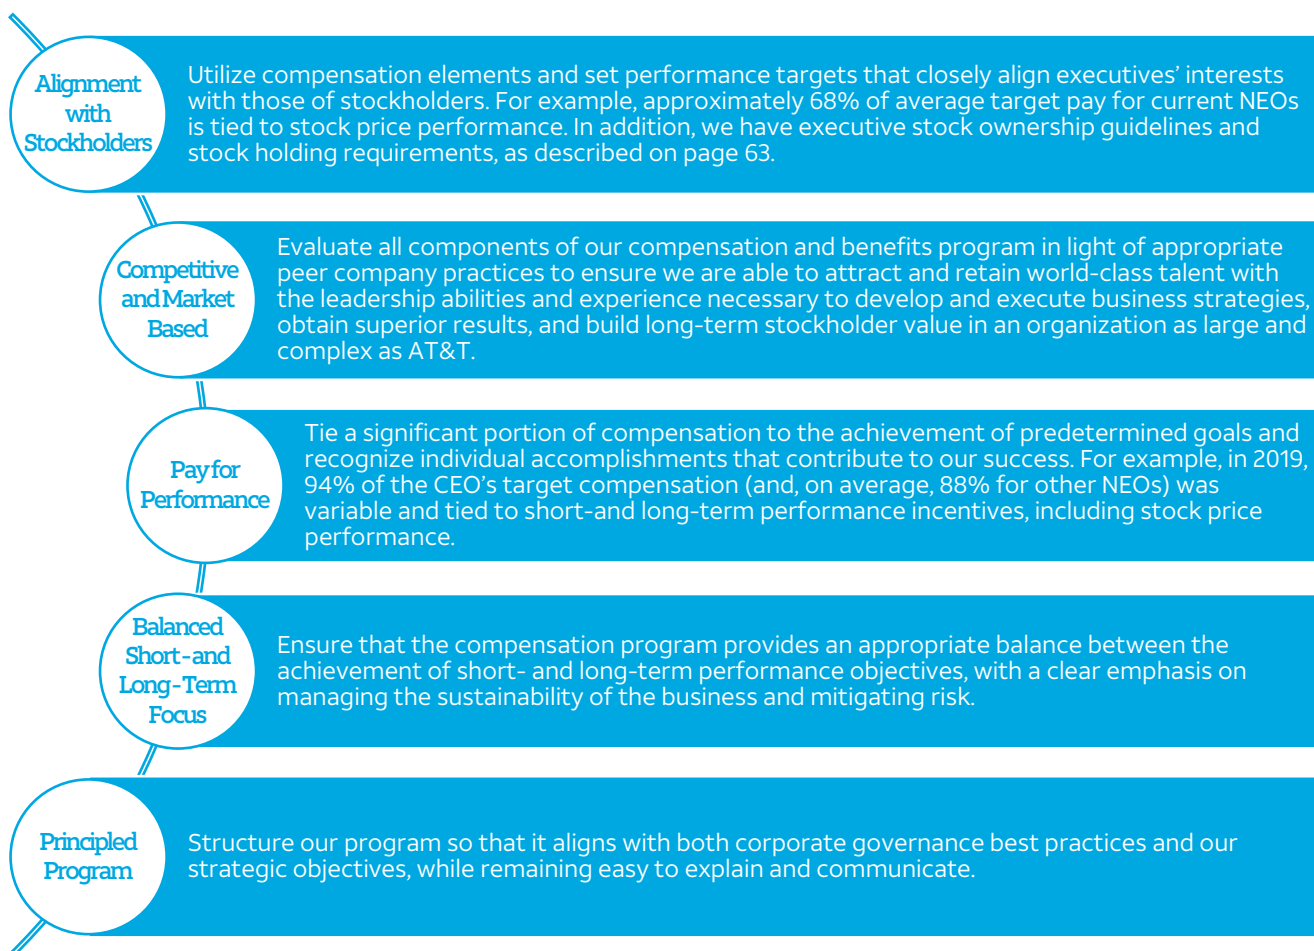 Alignment
with
Stockholders
Utilize compensation elements and set performance targets that closely align executives’ interests
with those of stockholders. For example, approximately 68% of average target pay for current NEOs
is tied to stock price performance. In addition, we have executive stock ownership guidelines and
stock holding requirements, as described on page 63.
Competitive
and Market
Based
Evaluate all components of our compensation and benefits program in light of appropriate
peer company practices to ensure we are able to attract and retain world-class talent with
the leadership abilities and experience necessary to develop and execute business strategies,
obtain superior results, and build long-term stockholder value in an organization as large and
complex as AT&T.
Pay for
Performance
Tie a significant portion of compensation to the achievement of predetermined goals and
recognize individual accomplishments that contribute to our success. For example, in 2019,
94% of the CEO’s target compensation (and, on average, 88% for other NEOs) was
variable and tied to short-and long-term performance incentives, including stock price
performance.
Balanced
Short-and
Long-Term
Focus
Ensure that the compensation program provides an appropriate balance between the
achievement of short- and long-term performance objectives, with a clear emphasis on
managing the sustainability of the business and mitigating risk.
Principled
Program
Structure our program so that it aligns with both corporate governance best practices and our
strategic objectives, while remaining easy to explain and communicate.